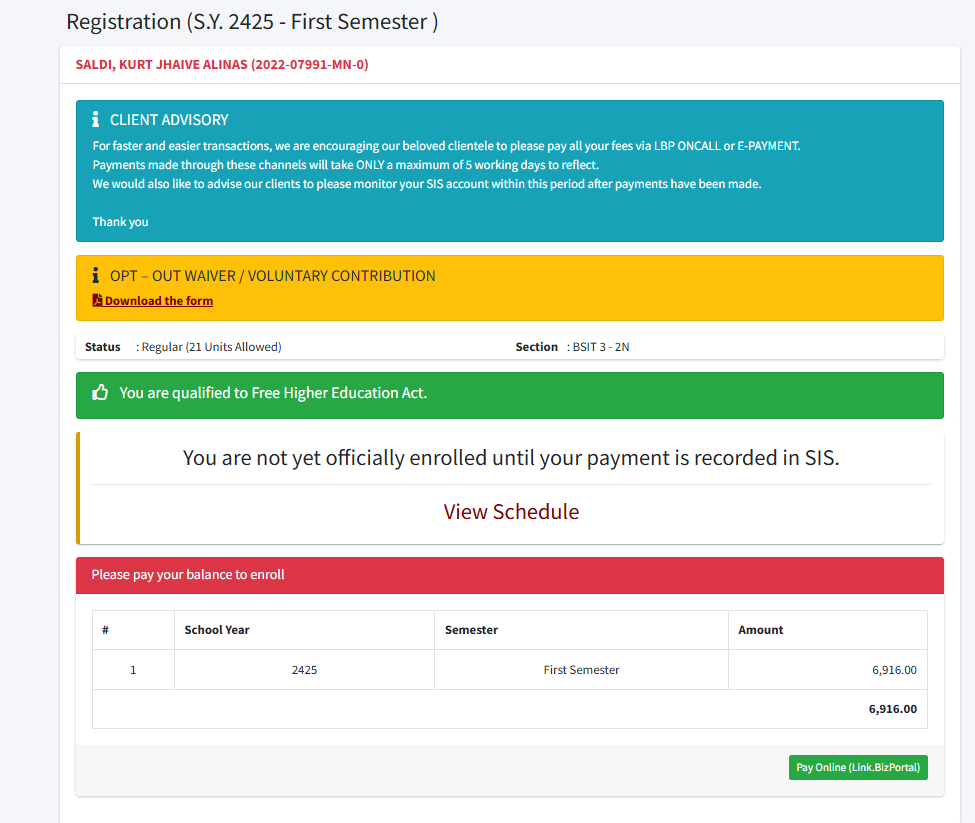 Registration (S.Y. 2425 - First Semester )
SALDI, KURT JHAIVE ALINAS (2022-07991-MN-0)
CLIENT ADVISORY
For faster and easier transactions, we are encouraging our beloved clientele to please pay all your fees via LBP ONCALL or E-PAYMENT.
Payments made through these channels will take ONLY a maximum of 5 working days to reflect.
We would also like to advise our clients to please monitor your SIS account within this period after payments have been made.
Thank you
OPT – OUT WAIVER / VOLUNTARY CONTRIBUTION
Download the form
Status : Regular (21 Units Allowed) Section : BSIT 3 - 2N
You are qualified to Free Higher Education Act.
You are not yet officially enrolled until your payment is recorded in SIS.
View Schedule
Please pay your balance to enroll
# School Year Semester Amount
1 2425 First Semester 6,916.00
6,916.00
Pay Online (Link.BizPortal)